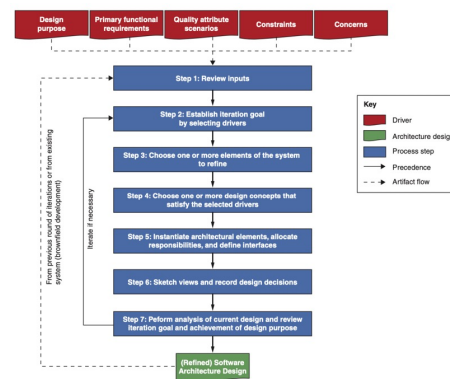 Design
purpose
Primary functional
requirements
Quality attribute
scenarios
Constraints
Concerns
Step 1: Review inputs
Step 2: Establish iteration goal
by selecting drivers
Step 3: Choose one or more elements of the system
to refine
Step 4: Choose one or more design concepts that
satisfy the selected drivers
Step 5: Instantiate architectural elements, allocate
responsibilities, and define interfaces
Step 6: Sketch views and record design decisions
Step 7: Peform analysis of current design and review
iteration goal and achievement of design purpose
(Refined) Software
Architecture Design
From previous round of iterations or from existing
system (brownfield development)
Iterate if necessary
Key
Driver
Architecture design
Process step
Precedence
Artifact flow